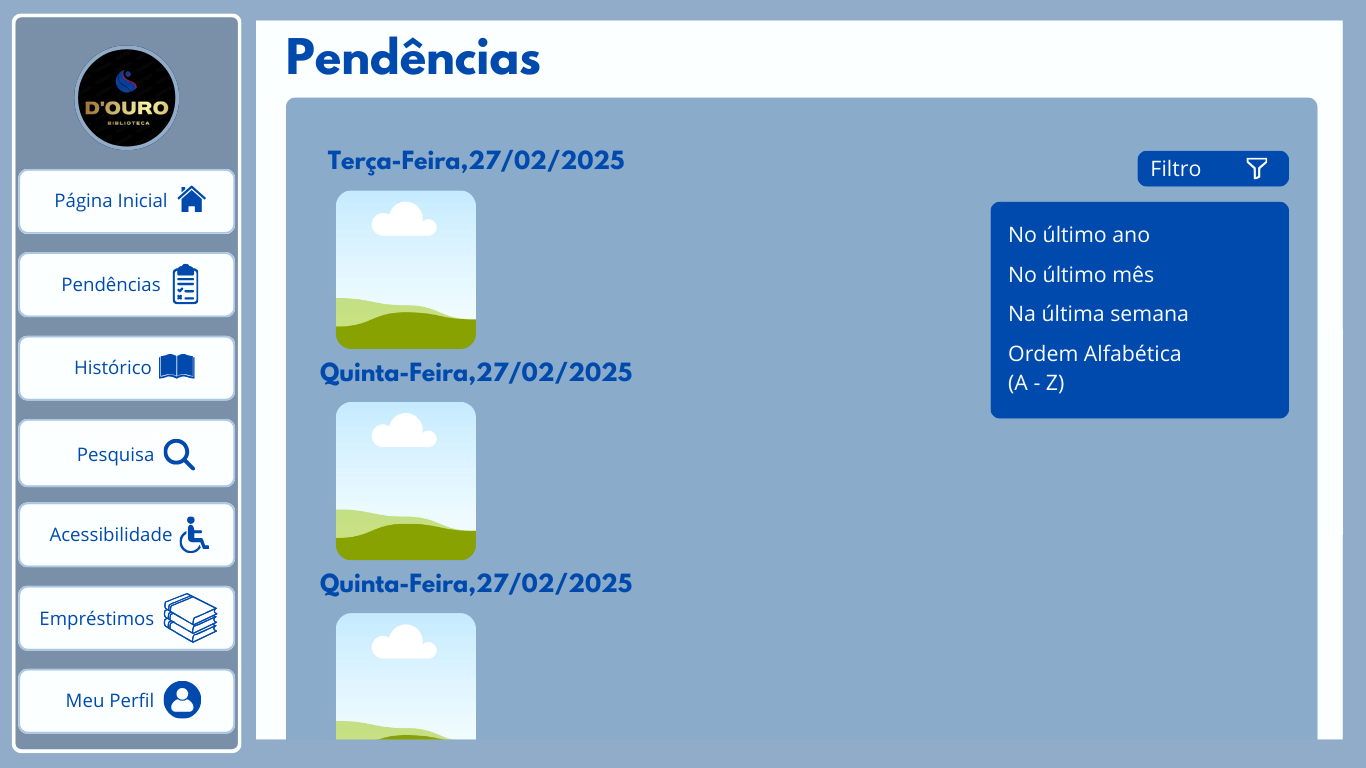 D'OURO
BIBLIOTECA
Página Inicial
Pendências
Histórico
Pesquisa
Acessibilidade
Empréstimos
Meu Perfil
Pendências
Terça-Feira,27/02/2025
Quinta-Feira,27/02/2025
Quinta-Feira,27/02/2025
Filtro
No último ano
No último mês
Na última semana
Ordem Alfabética
(A - Z)